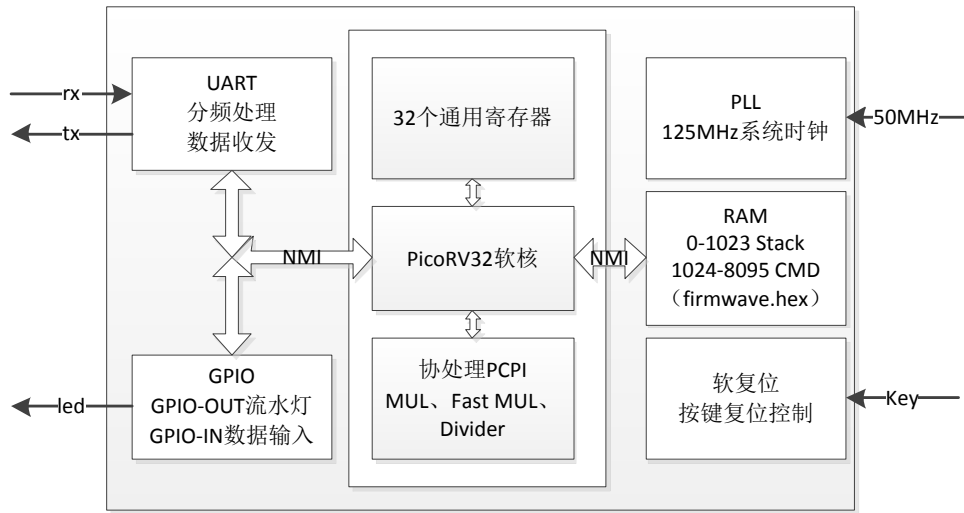 rx
tx
UART
分频处理
数据收发
NMI
GPIO
GPIO-OUT流水灯
GPIO-IN数据输入
led
32个通用寄存器
PicoRV32软核
协处理PCPI
MUL、Fast MUL、
Divider
NMI
PLL
125MHz系统时钟
50MHz
RAM
0-1023 Stack
1024-8095 CMD
（firmwave.hex）
软复位
按键复位控制
Key